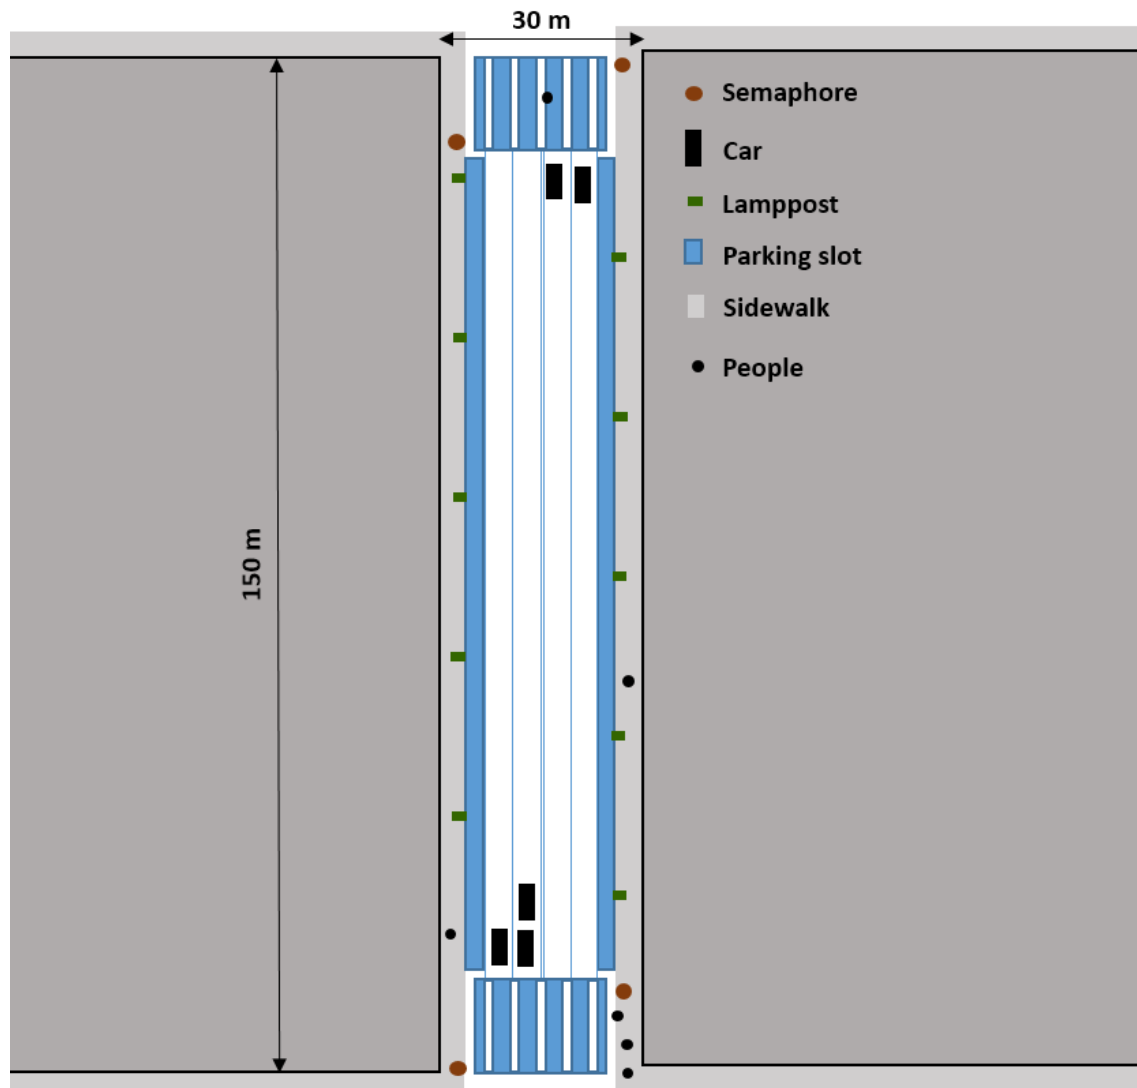 30 m
Semaphore
Car
Lamppost
Parking slot
Sidewalk
People
150 m